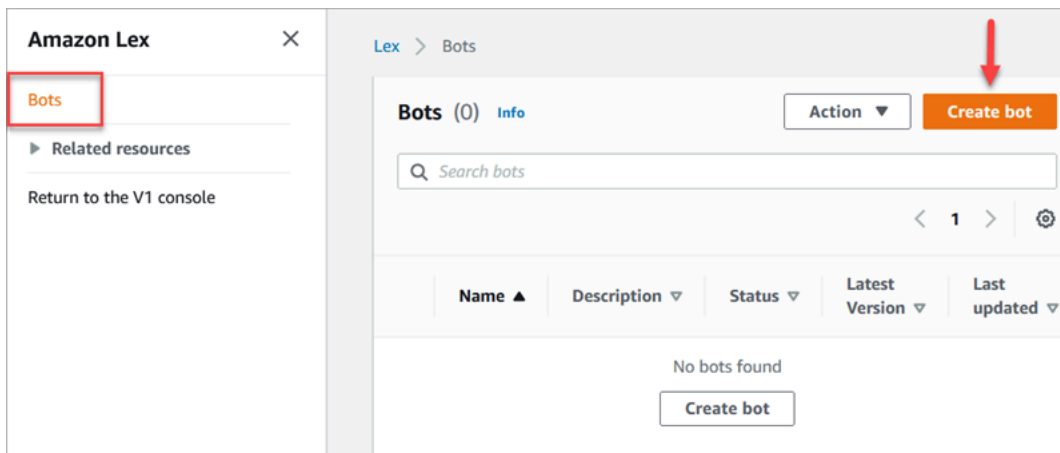 Amazon Lex
Bots
Related resources
Return to the V1 console
Lex > Bots
Bots (0) Info
Action
Create bot
Search bots
1
Name
Description
Status
Latest
Version
Last
updated
No bots found
Create bot